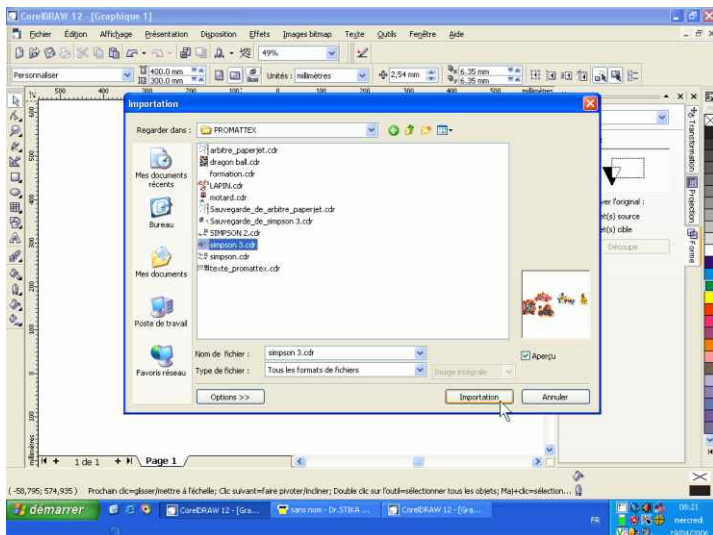 CorelDRAW 12 - [Graphique 1]
Fichier Édition Affichage Présentation Disposition Effets Images bitmap Texte Outils Fenêtre Aide
49%
Personnaliser 400.0 mm 300.0 mm Unités : millimètres 2,54 mm 6.35 mm 6.35 mm
Importation
Regarder dans : PROMATTEX
Mes documents récents
Bureau
Mes documents
Poste de travail
Favoris réseau
arbitre_paperjet.cdr
dragon ball.cdr
formation.cdr
LAPIN.cdr
motard.cdr
Sauvegarde_de_arbitre_paperjet.cdr
Sauvegarde_de_simpson 3.cdr
SIMPSON 2.cdr
simpson 3.cdr
simpson.cdr
texte_promattex.cdr
Nom de fichier : simpson 3.cdr
Aperçu
Type de fichier : Tous les formats de fichiers
Image intégrale
Options >> Importation Annuler
Transformation
Projection
Forme
ver l'original :
et(s) source
et(s) cible
Découpe
millimètres
1 de 1 Page 1
( -58,795; 574,935 ) Prochain clic=glisser/mettre à l'échelle; Clic suivant=faire pivoter/incliner; Double clic sur l'outil=sélectionner tous les objets; Maj+clic=sélection...
démarrer CorelDRAW 12 - [Gra... sans nom - Dr.STIKA ... CorelDRAW 12 - [Gra...
FR
08:21
mercredi
19/04/2006